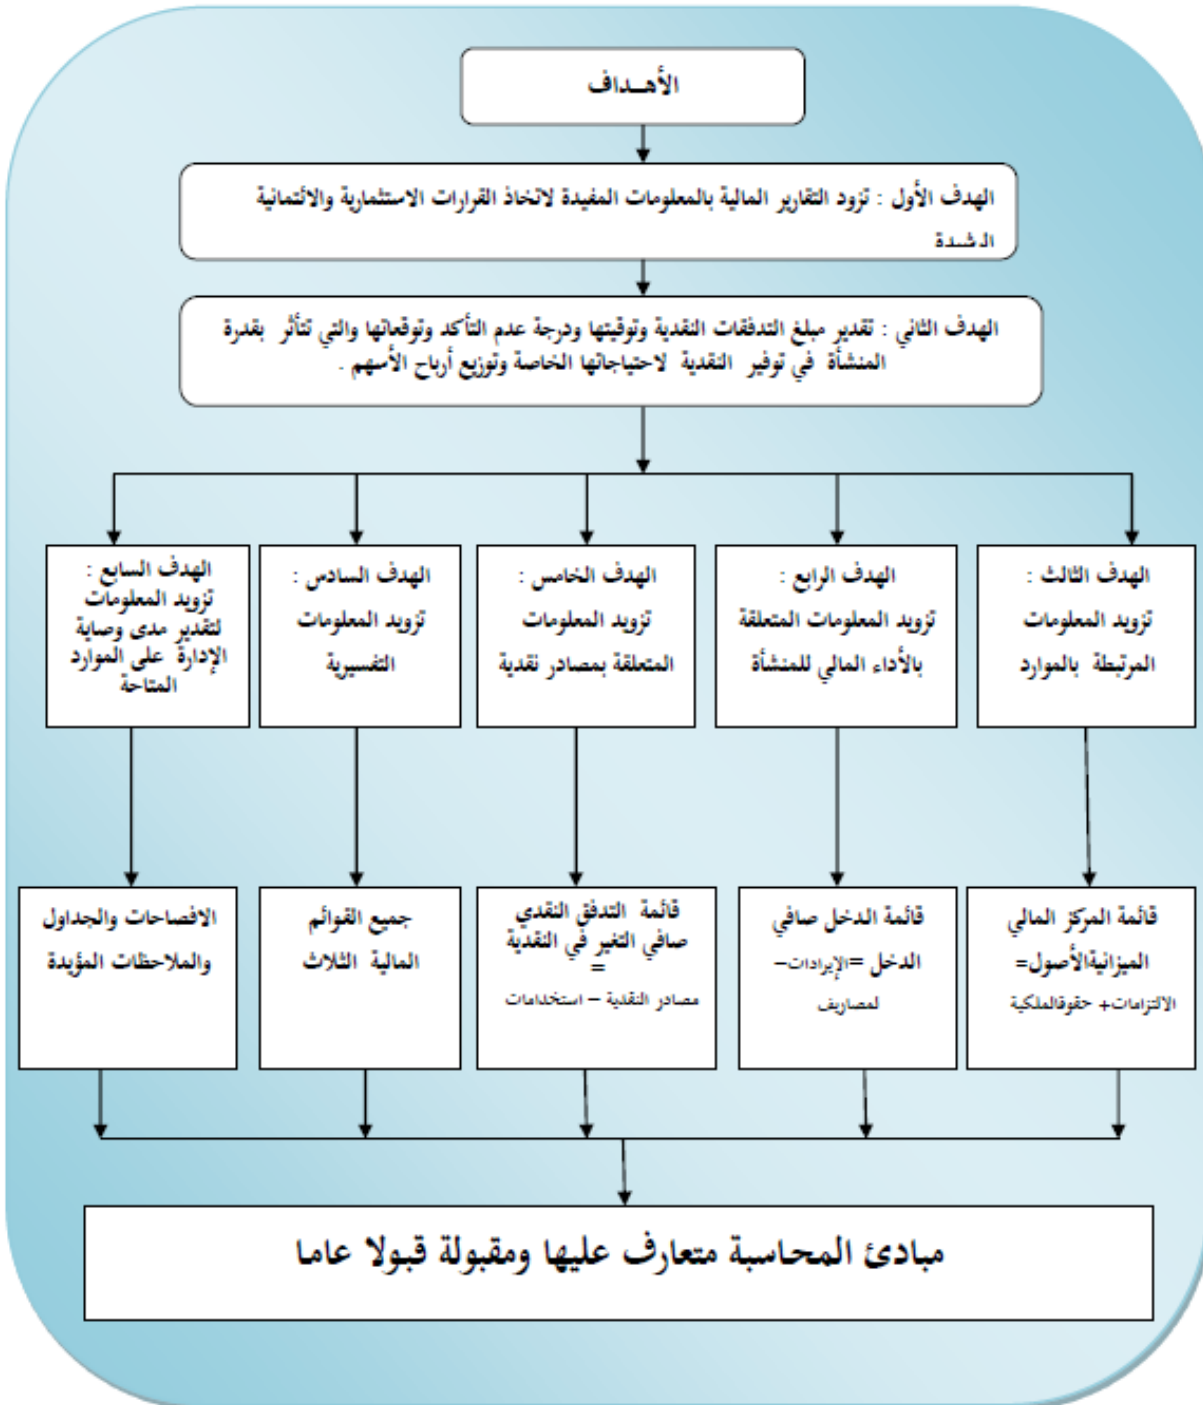 الأهـداف
الهدف الأول : تزود التقارير المالية بالمعلومات المفيدة لاتخاذ القرارات الاستثمارية والائتمانية
الرشيدة
الهدف الثاني : تقدير مبلغ التدفقات النقدية وتوقيتها ودرجة عدم التأكد وتوقعاتها والتي تتأثر بقدرة
المنشأة في توفير النقدية لاحتياجاتها الخاصة وتوزيع أرباح الأسهم .
الهدف الثالث :
تزويد المعلومات
المرتبطة بالموارد
الهدف الرابع :
تزويد المعلومات المتعلقة
بالأداء المالي للمنشأة
الهدف الخامس :
تزويد المعلومات
المتعلقة بمصادر نقدية
الهدف السادس :
تزويد المعلومات
التفسيرية
الهدف السابع :
تزويد المعلومات
لتقدير مدى وصاية
الإدارة على الموارد
المتاحة
قائمة المركز المالي
الميزانيةالأصول=
الالتزامات+ حقوقالملكية
قائمة الدخل صافي
الدخل =الإيرادات–
لمصاريف
قائمة التدفق النقدي
صافي التغير في النقدية
=
مصادر النقدية – استخدامات
جميع القوائم
المالية الثلاث
الافصاحات والجداول
والملاحظات المؤيدة
مبادئ المحاسبة متعارف عليها ومقبولة قبولا عاما